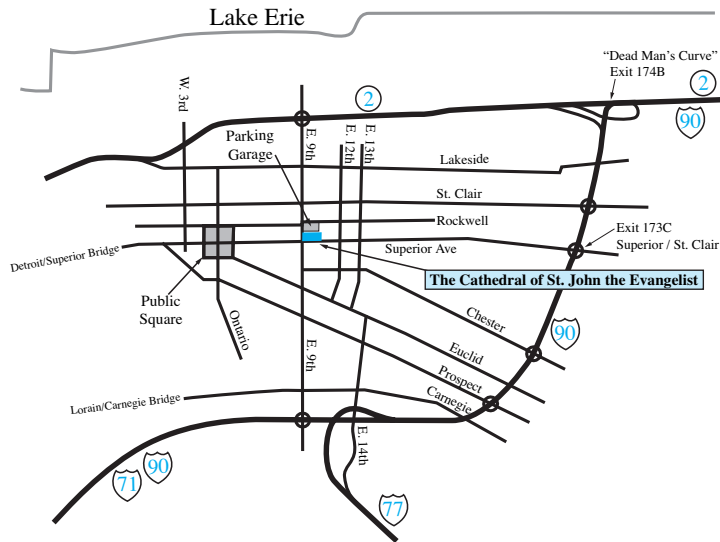 Lake Erie
"Dead Man's Curve"
Exit 174B
2
2
90
W. 3rd
Parking
Garage
E. 9th
E. 12th
E. 13th
Lakeside
St. Clair
Rockwell
Superior Ave
Exit 173C
Superior / St. Clair
Detroit/Superior Bridge
The Cathedral of St. John the Evangelist
Public
Square
Ontario
Chester
90
E. 9th
Euclid
Prospect
Carnegie
Lorain/Carnegie Bridge
E. 14th
90
71
77